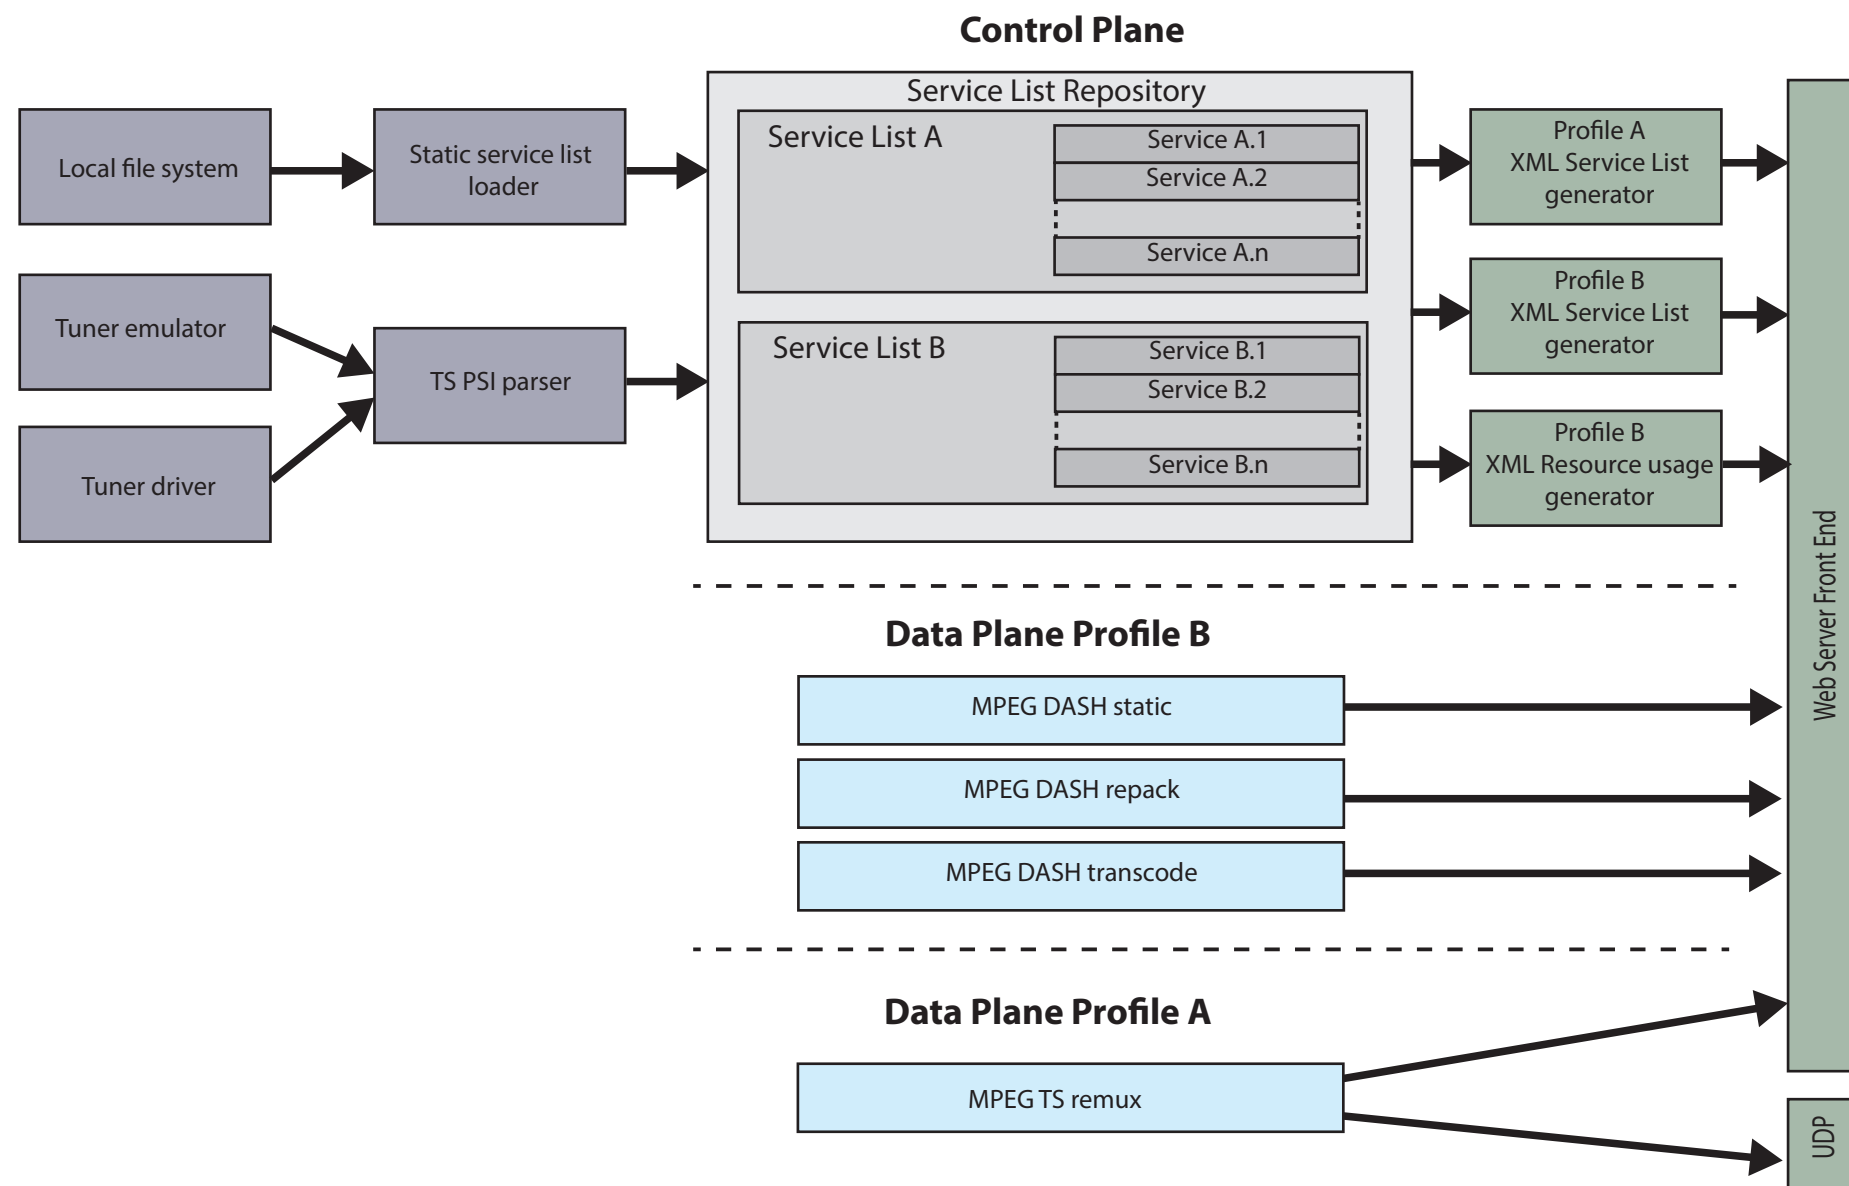 Control Plane
Local file system
Static service list
loader
Tuner emulator
Tuner driver
TS PSI parser
Service List Repository
Service List A
Service A.1
Service A.2
Service A.n
Service List B
Service B.1
Service B.2
Service B.n
Profile A
XML Service List
generator
Profile B
XML Service List
generator
Profile B
XML Resource usage
generator
Web Server Front End
Data Plane Profile B
MPEG DASH static
MPEG DASH repack
MPEG DASH transcode
Data Plane Profile A
MPEG TS remux
UDP